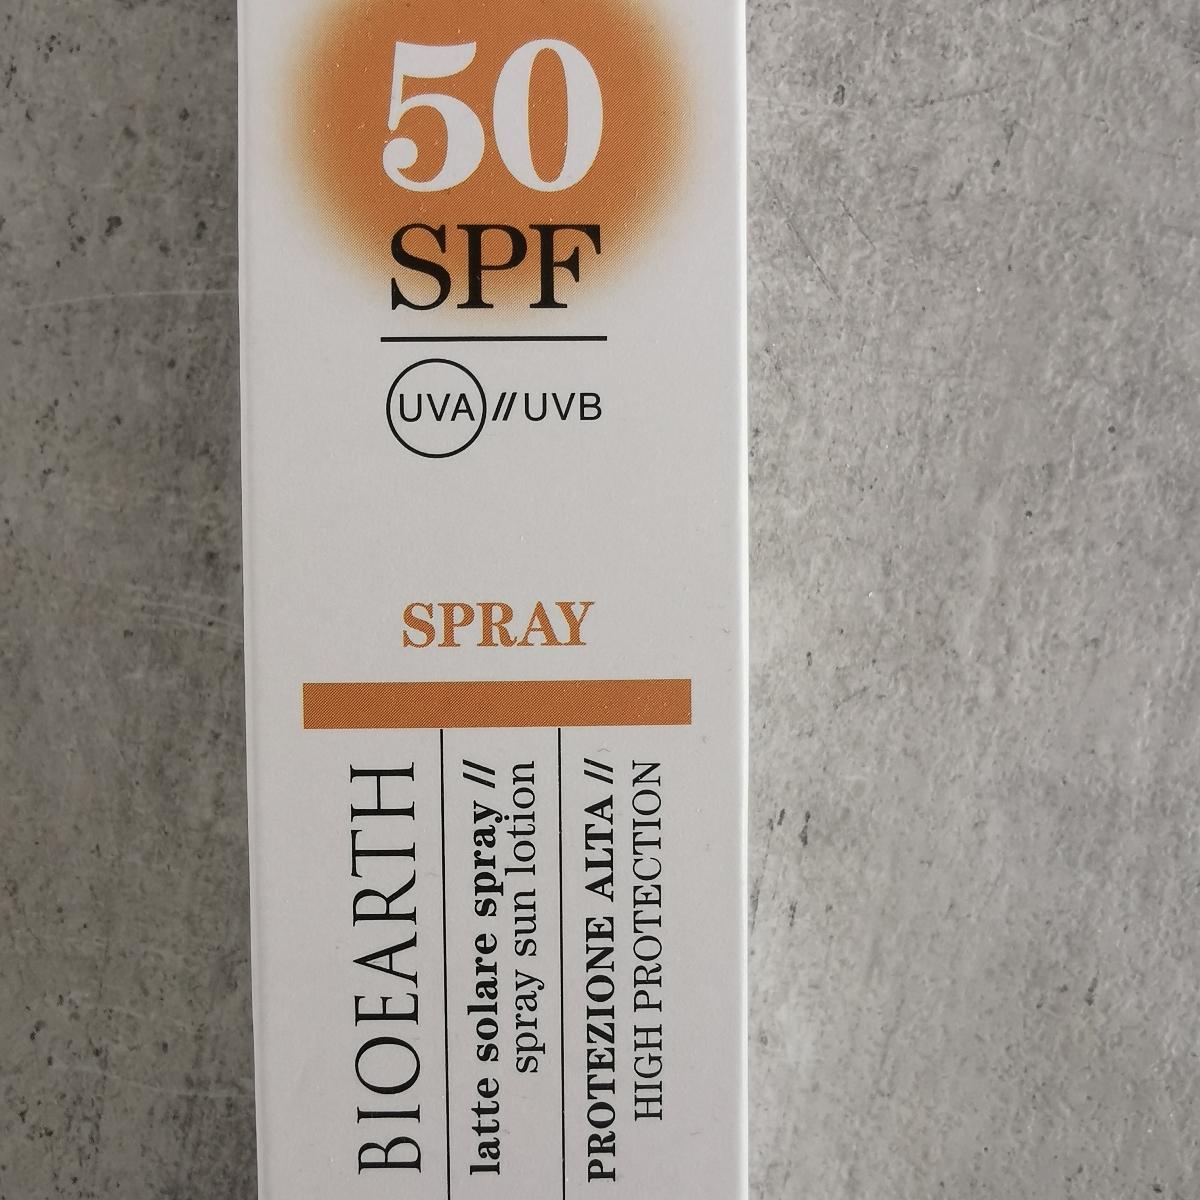 50
SPF
UVA//UVB
SPRAY
BIOEARTH
latte solare spray //
spray sun lotion
PROTEZIONE ALTA //
HIGH PROTECTION